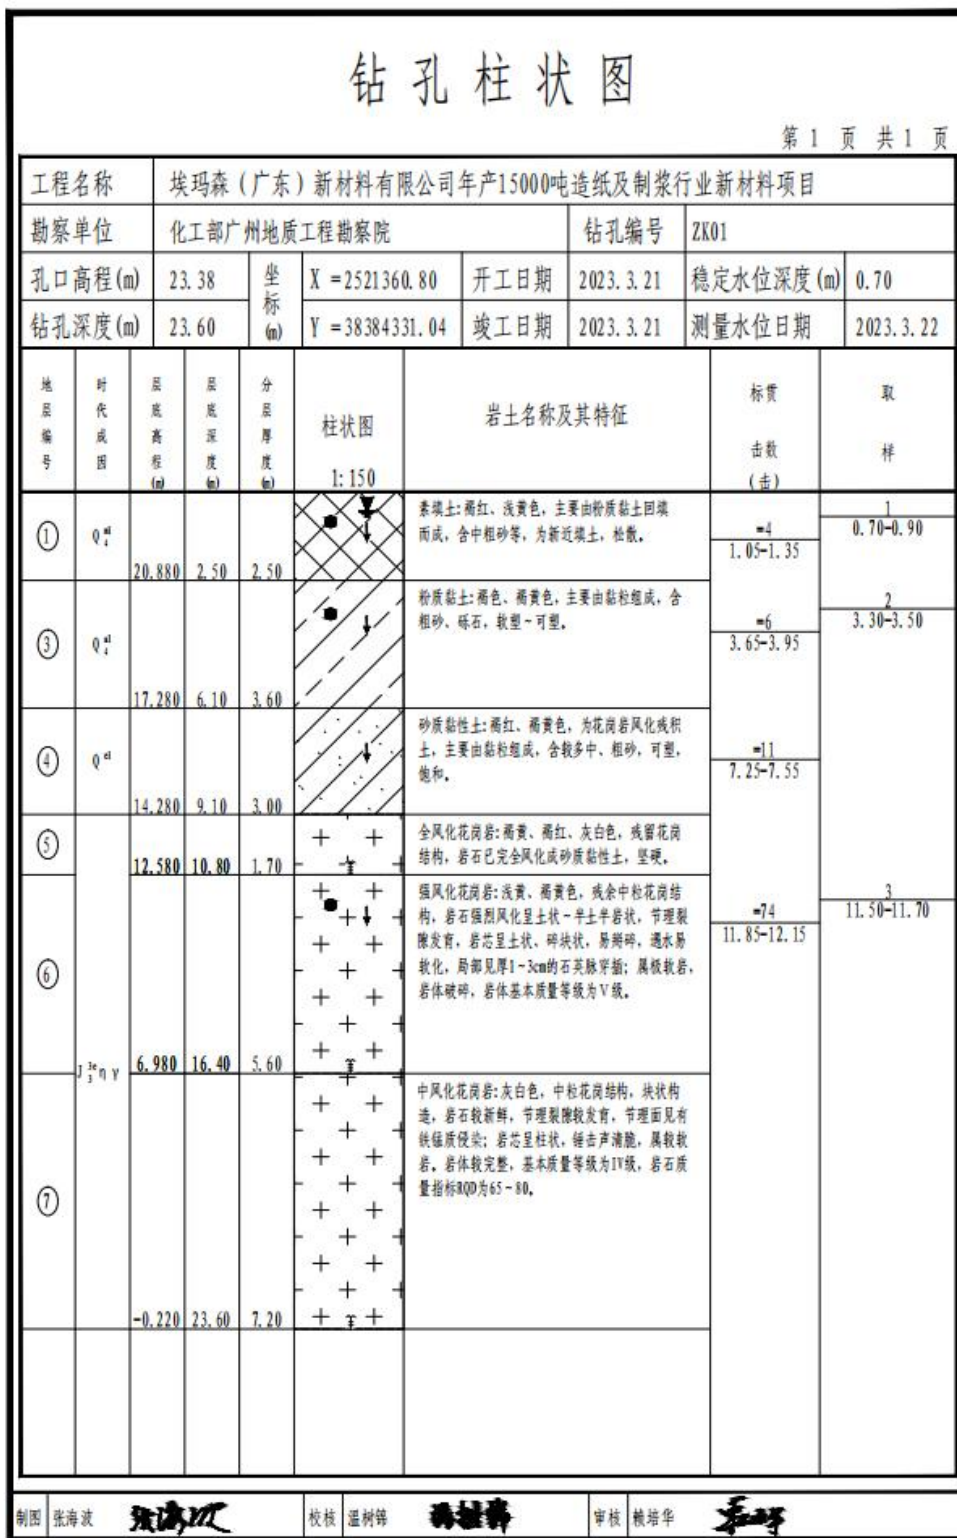 钻孔柱状图
第 1 页 共 1 页
工程名称 埃玛森(广东)新材料有限公司年产15000吨造纸及制浆行业新材料项目
勘察单位 化工部广州地质工程勘察院 钻孔编号 ZK01
孔口高程(m) 23.38 坐标(m) X =2521360.80 开工日期 2023.3.21 稳定水位深度(m) 0.70
钻孔深度(m) 23.60 Y =38384331.04 竣工日期 2023.3.21 测量水位日期 2023.3.22
地层编号 时代成因 层底高程(m) 层底深度(m) 分层厚度(m) 柱状图 1:150 岩土名称及其特征 标贯击数(击) 取样
① Q 4 ml 20.880 2.50 2.50
素填土:褐红、浅黄色,主要由粉质黏土回填
而成,含中粗砂等,为新近填土,松散。
=4
1.05-1.35
1
0.70-0.90
③ Q 4 al 17.280 6.10 3.60
粉质黏土:褐色、褐黄色,主要由黏粒组成,含
粗砂、砾石,软塑~可塑。
=6
3.65-3.95
2
3.30-3.50
④ Q el 14.280 9.10 3.00
砂质黏性土:褐红、褐黄色,为花岗岩风化残积
土,主要由黏粒组成,含较多中、粗砂,可塑,
饱和。
=11
7.25-7.55
⑤ 12.580 10.80 1.70
全风化花岗岩:褐黄、褐红、灰白色,残留花岗
结构,岩石已完全风化成砂质黏性土,坚硬。
⑥ 6.980 16.40 5.60
强风化花岗岩:浅黄、褐黄色,残余中粒花岗结
构,岩石强烈风化呈土状~半土半岩状,节理裂
隙发育,岩芯呈土状、碎块状,易掰碎,遇水易
软化,局部见厚1~3cm的石英脉穿插;属极软岩,
岩体破碎,岩体基本质量等级为V级。
=74
11.85-12.15
3
11.50-11.70
J 3 3e η γ
⑦ -0.220 23.60 7.20
中风化花岗岩:灰白色,中粒花岗结构,块状构
造,岩石较新鲜,节理裂隙较发育,节理面见有
铁锰质侵染;岩芯呈柱状,锤击声清脆,属较软
岩。岩体较完整,基本质量等级为IV级,岩石质
量指标RQD为65~80。
制图 张海波 张海波 校核 温树锦 审核 赖培华